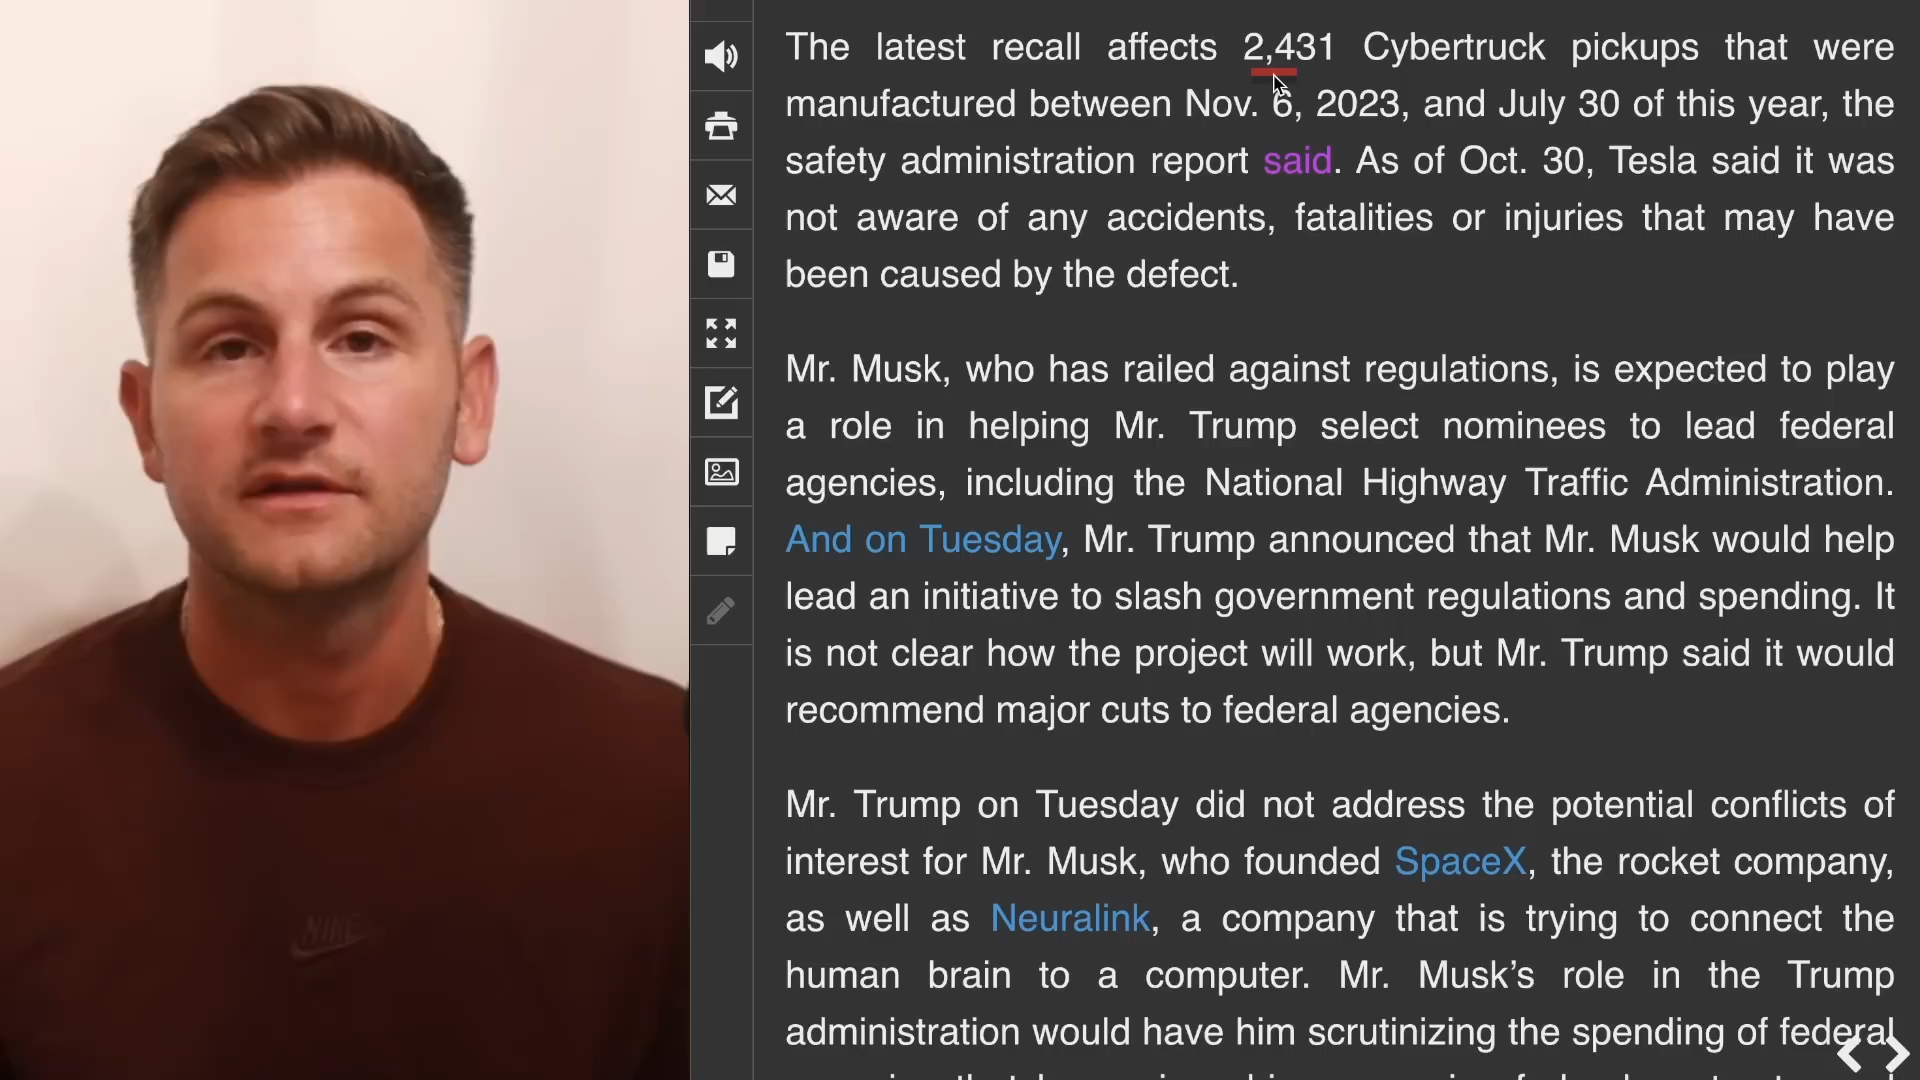 The latest recall affects 2,431 Cybertruck pickups that were
manufactured between Nov. 6, 2023, and July 30 of this year, the
safety administration report said. As of Oct. 30, Tesla said it was
not aware of any accidents, fatalities or injuries that may have
been caused by the defect.
Mr. Musk, who has railed against regulations, is expected to play
a role in helping Mr. Trump select nominees to lead federal
agencies, including the National Highway Traffic Administration.
And on Tuesday, Mr. Trump announced that Mr. Musk would help
lead an initiative to slash government regulations and spending. It
is not clear how the project will work, but Mr. Trump said it would
recommend major cuts to federal agencies.
Mr. Trump on Tuesday did not address the potential conflicts of
interest for Mr. Musk, who founded SpaceX, the rocket company,
as well as Neuralink, a company that is trying to connect the
human brain to a computer. Mr. Musk’s role in the Trump
administration would have him scrutinizing the spending of federal
NIKE